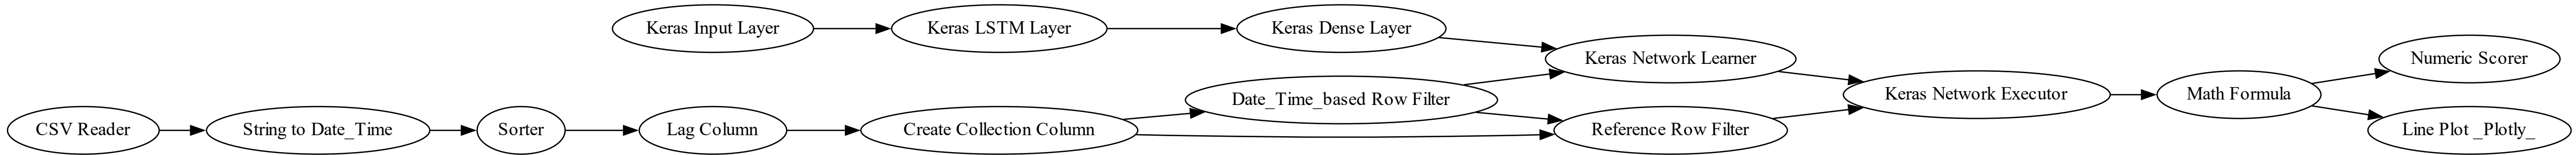 Keras Input Layer
Keras LSTM Layer
Keras Dense Layer
Keras Network Learner
Numeric Scorer
Date_Time_based Row Filter
Keras Network Executor
Math Formula
CSV Reader
String to Date_Time
Sorter
Lag Column
Create Collection Column
Reference Row Filter
Line Plot _Plotly_